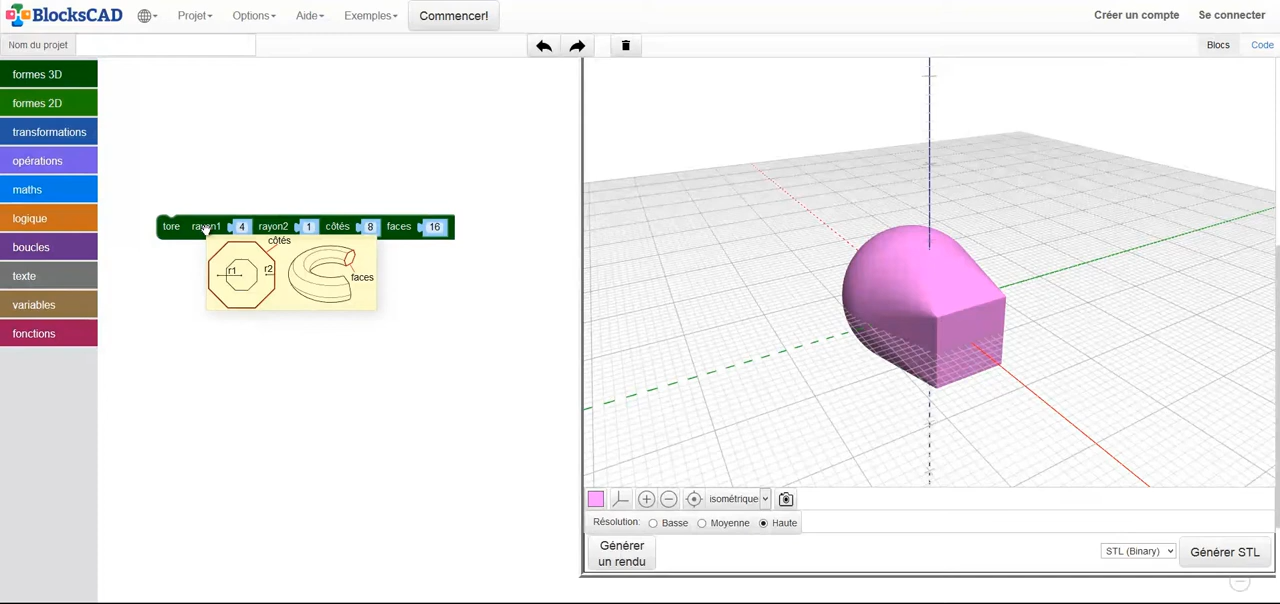 BlocksCAD
Projet
Options
Aide
Exemples
Commencer!
Créer un compte
Se connecter
Nom du projet
Blocs
Code
formes 3D
formes 2D
transformations
opérations
maths
logique
boucles
texte
variables
fonctions
tore rayon1 4 rayon2 1 côtés 8 faces 16
côtés
r1
r2
faces
isométrique
Résolution: Basse Moyenne Haute
Générer
un rendu
STL (Binary)
Générer STL